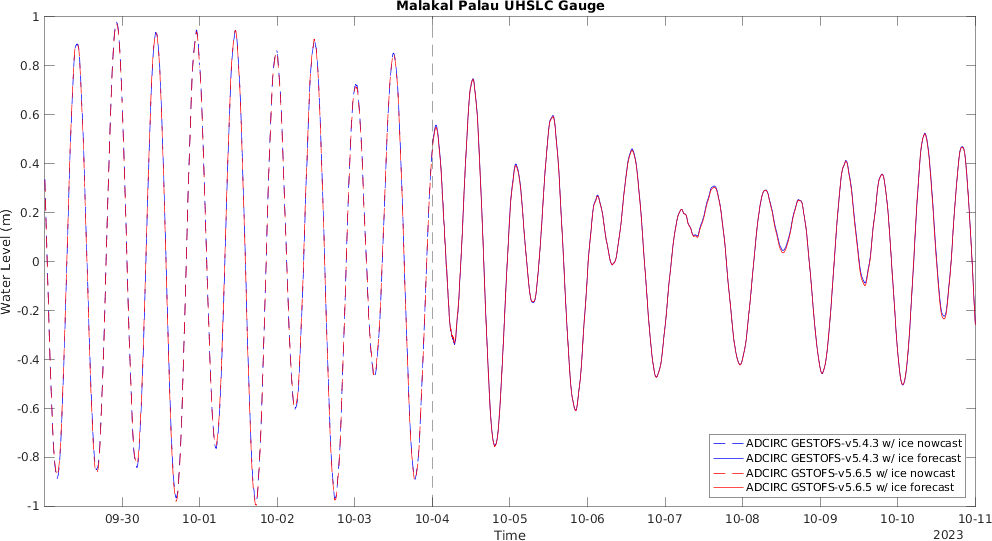 Malakal Palau UHSLC Gauge
1
0.8
0.6
0.4
0.2
0
-0.2
-0.4
-0.6
-0.8
-1
Water Level (m)
09-30 10-01 10-02 10-03 10-04 10-05 10-06 10-07 10-08 10-09 10-10 10-11
Time
2023
ADCIRC GESTOFS-v5.4.3 w/ ice nowcast
ADCIRC GESTOFS-v5.4.3 w/ ice forecast
ADCIRC GSTOFS-v5.6.5 w/ ice nowcast
ADCIRC GSTOFS-v5.6.5 w/ ice forecast